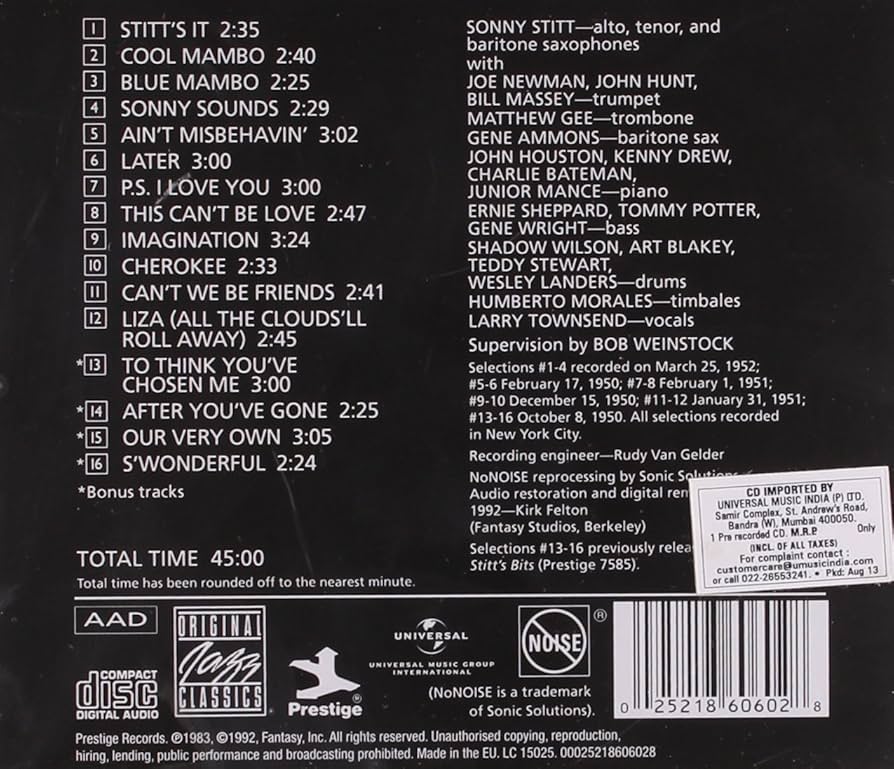 1 STITT'S IT 2:35
2 COOL MAMBO 2:40
3 BLUE MAMBO 2:25
4 SONNY SOUNDS 2:29
5 AIN'T MISBEHAVIN' 3:02
6 LATER 3:00
7 P.S. I LOVE YOU 3:00
8 THIS CAN'T BE LOVE 2:47
9 IMAGINATION 3:24
10 CHEROKEE 2:33
11 CAN'T WE BE FRIENDS 2:41
12 LIZA (ALL THE CLOUDS'LL
ROLL AWAY) 2:45
*13 TO THINK YOU'VE
CHOSEN ME 3:00
*14 AFTER YOU'VE GONE 2:25
*15 OUR VERY OWN 3:05
*16 S'WONDERFUL 2:24
*Bonus tracks
TOTAL TIME 45:00
Total time has been rounded off to the nearest minute.
SONNY STITT—alto, tenor, and
baritone saxophones
with
JOE NEWMAN, JOHN HUNT,
BILL MASSEY—trumpet
MATTHEW GEE—trombone
GENE AMMONS—baritone sax
JOHN HOUSTON, KENNY DREW,
CHARLIE BATEMAN,
JUNIOR MANCE—piano
ERNIE SHEPPARD, TOMMY POTTER,
GENE WRIGHT—bass
SHADOW WILSON, ART BLAKEY,
TEDDY STEWART,
WESLEY LANDERS—drums
HUMBERTO MORALES—timbales
LARRY TOWNSEND—vocals
Supervision by BOB WEINSTOCK
Selections #1-4 recorded on March 25, 1952;
#5-6 February 17, 1950; #7-8 February 1, 1951;
#9-10 December 15, 1950; #11-12 January 31, 1951;
#13-16 October 8, 1950. All selections recorded
in New York City.
Recording engineer—Rudy Van Gelder
NoNOISE reprocessing by Sonic Solutions
Audio restoration and digital rem
1992—Kirk Felton
(Fantasy Studios, Berkeley)
Selections #13-16 previously relea
Stitt's Bits (Prestige 7585).
CD IMPORTED BY
UNIVERSAL MUSIC INDIA (P) LTD.
Samir Complex, St. Andrew's Road,
Bandra (W), Mumbai 400050.
1 Pre recorded CD. M.R.P Only
(INCL. OF ALL TAXES)
For complaint contact :
customercare@umusicindia.com
or call 022-26553241. • Pkd: Aug 13
AAD
COMPACT
disc
DIGITAL AUDIO
ORIGINAL
Jazz
CLASSICS
Prestige®
UNIVERSAL
UNIVERSAL MUSIC GROUP
INTERNATIONAL
NOISE ®
(NoNOISE is a trademark
of Sonic Solutions).
0 25218 60602 8
Prestige Records. ℗1983, ©1992, Fantasy, Inc. All rights reserved. Unauthorised copying, reproduction,
hiring, lending, public performance and broadcasting prohibited. Made in the EU. LC 15025. 00025218606028